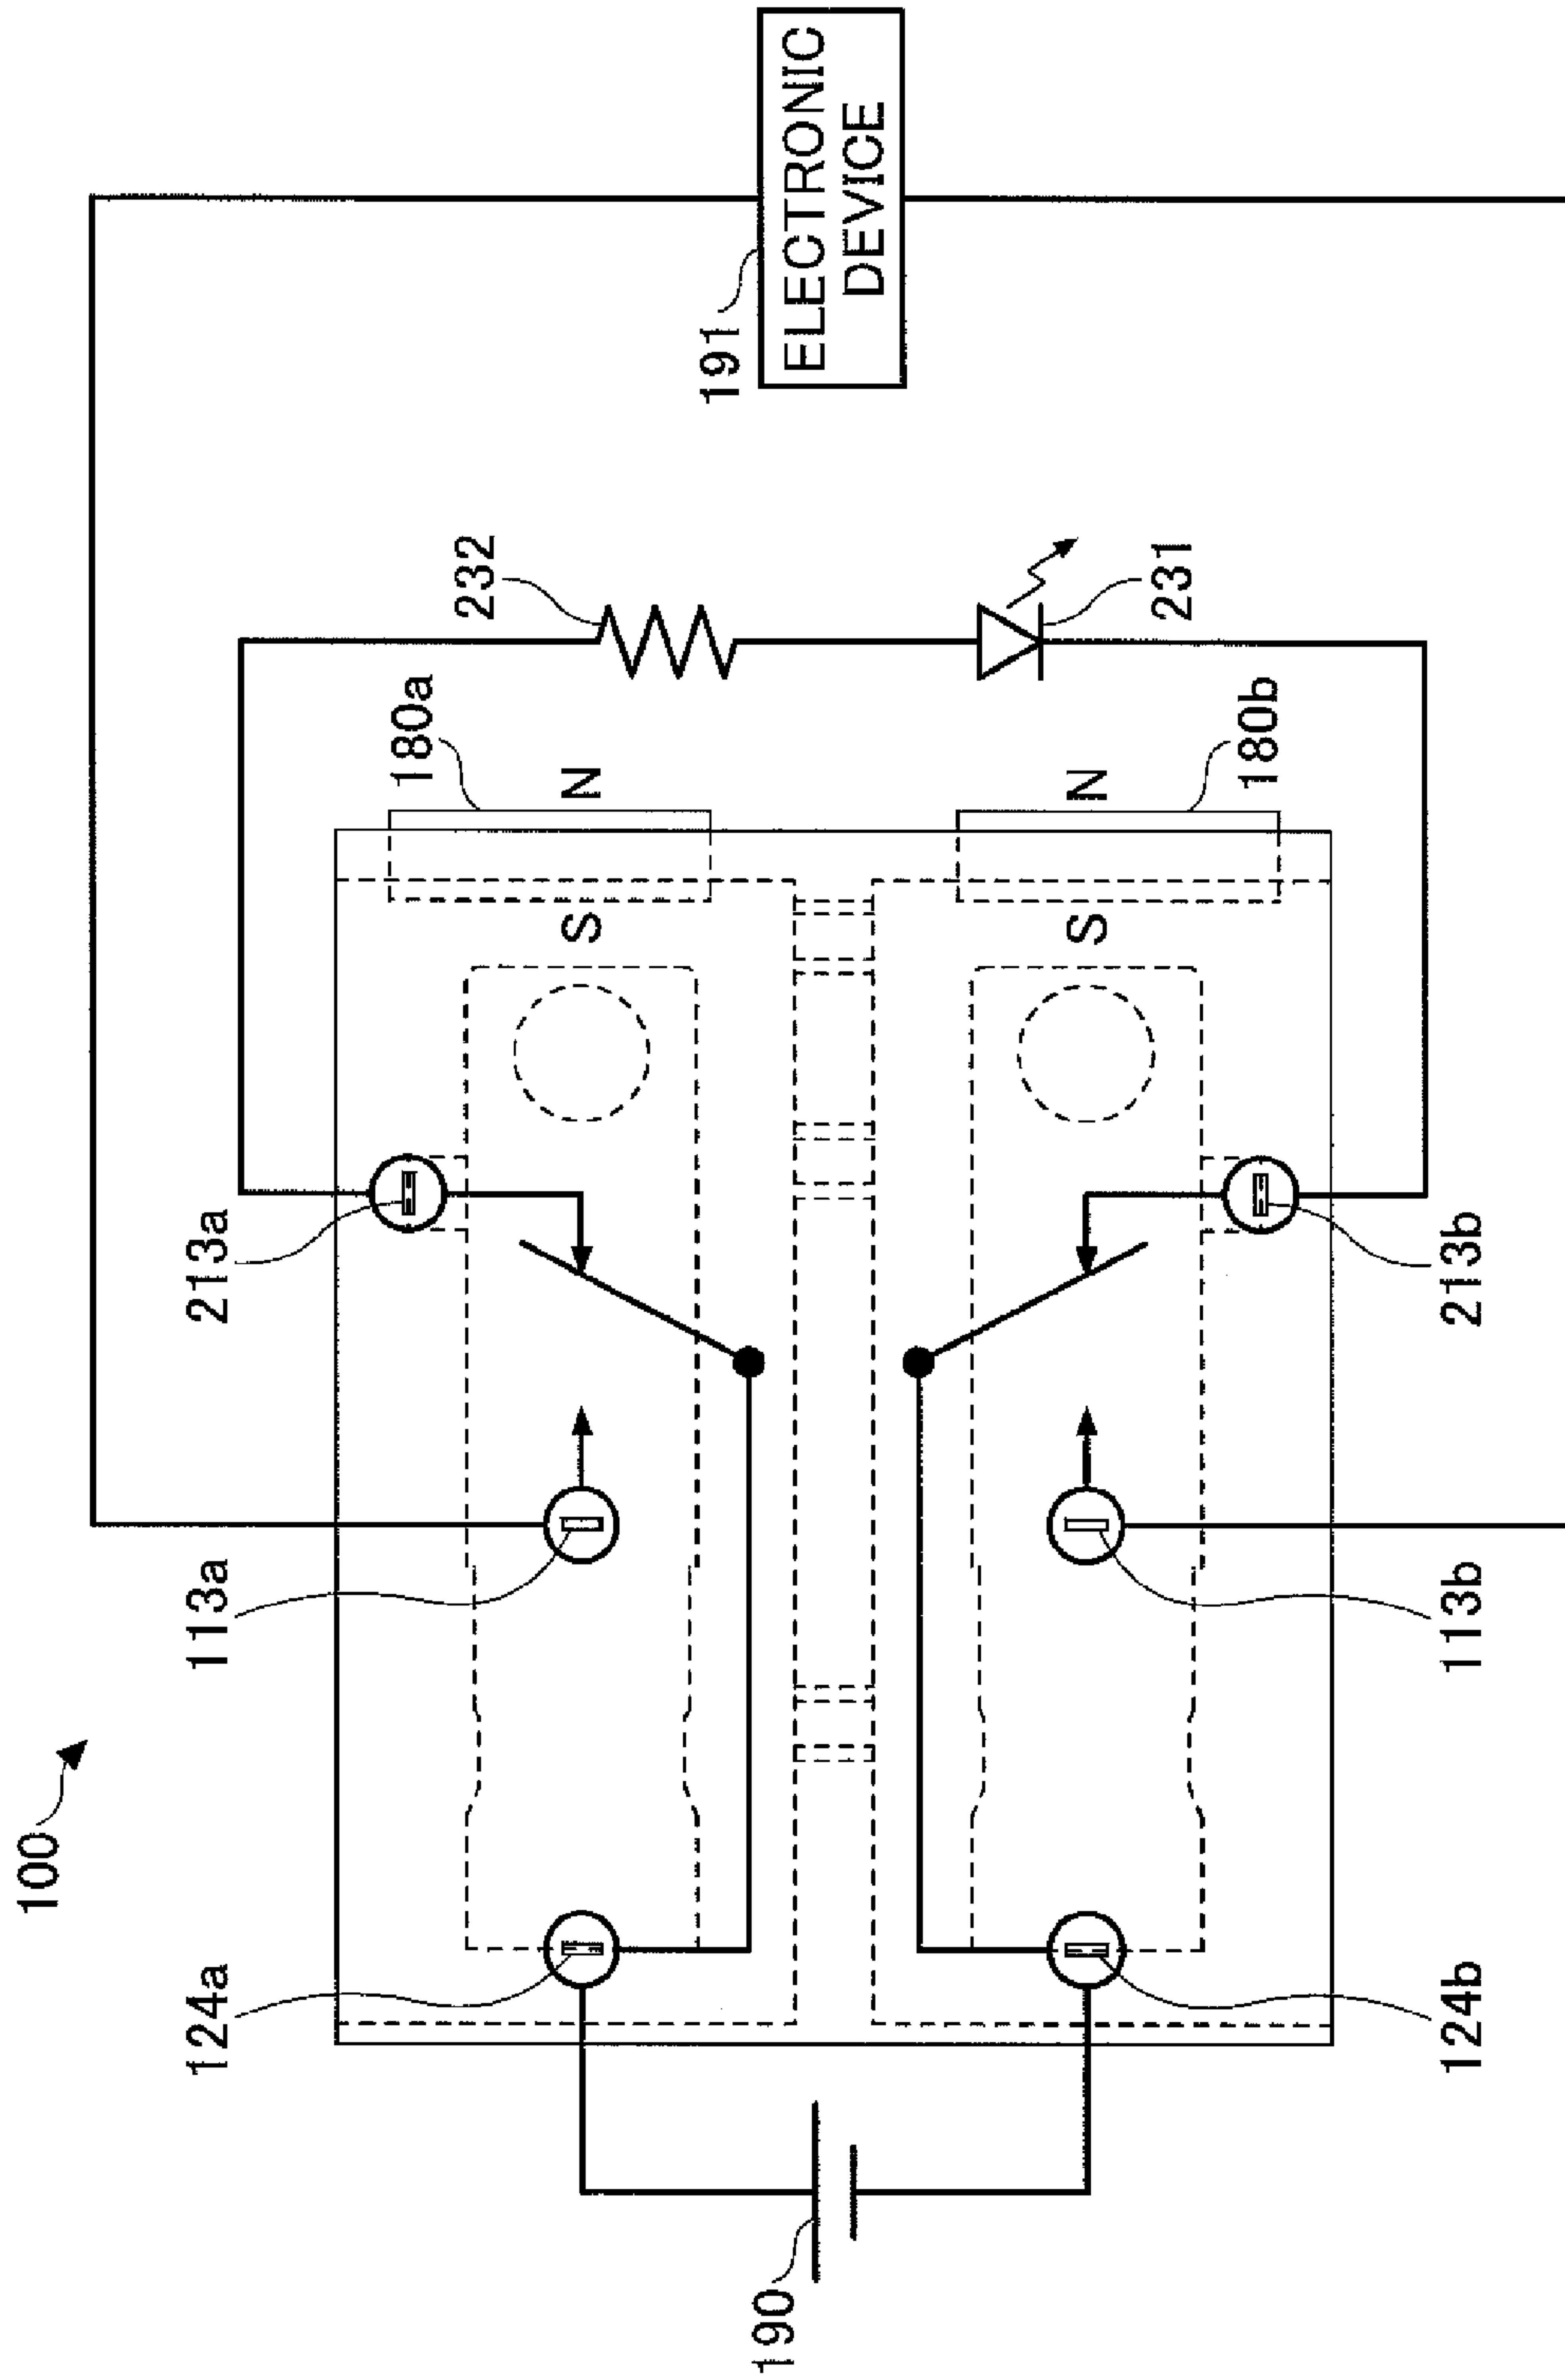 100
124a
113a
213a
180a
232
191
ELECTRONIC
DEVICE
N
S
190
N
S
231
180b
124b
113b
213b